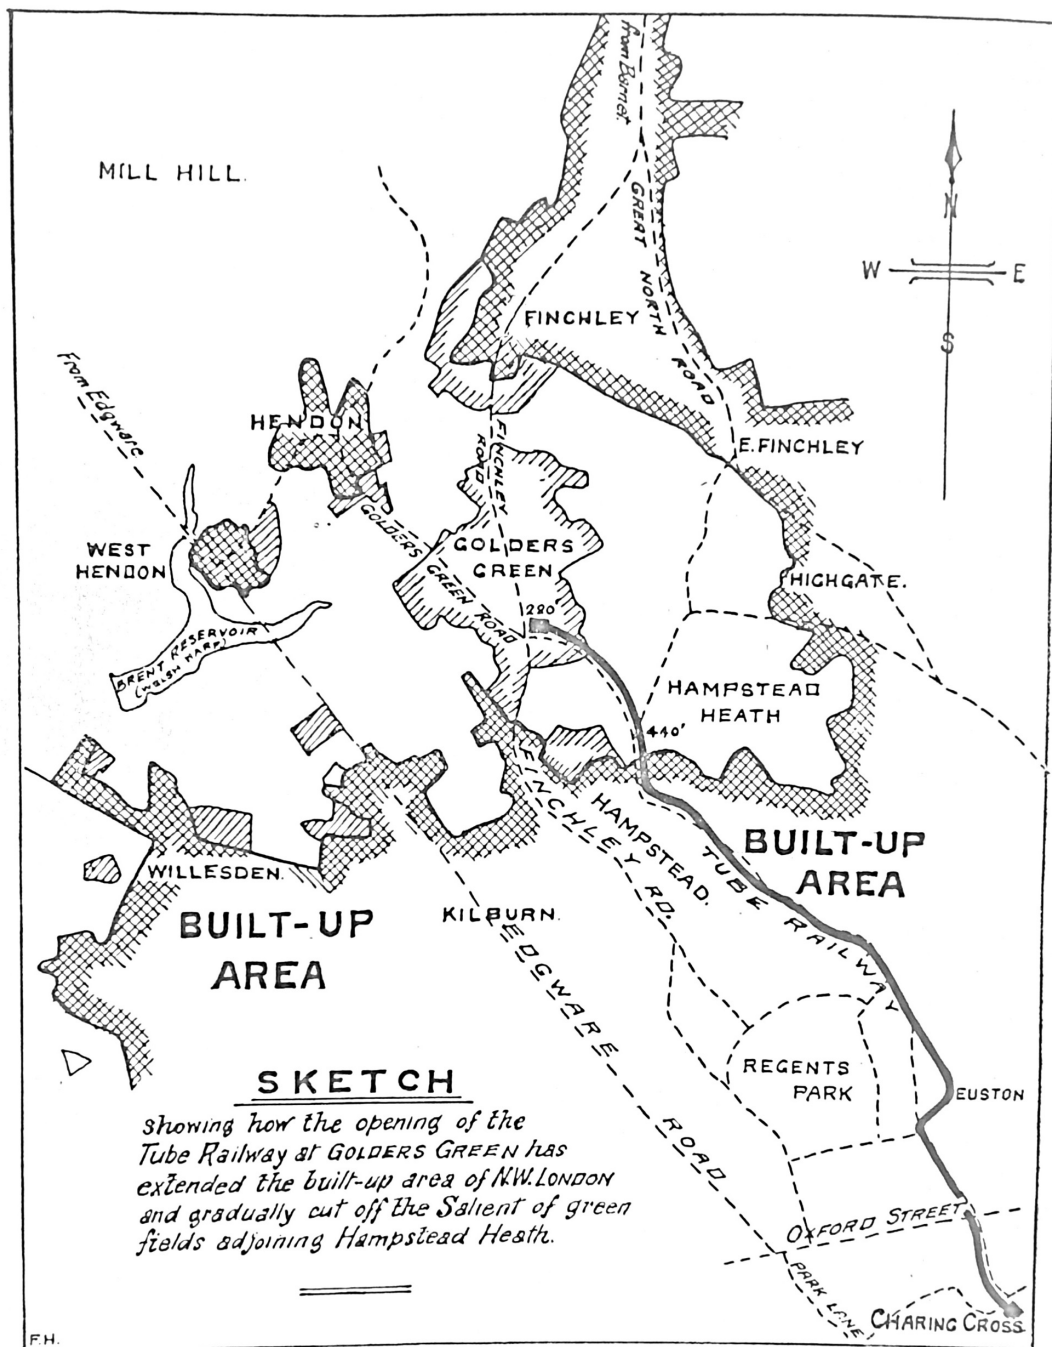 from Barnet.
MILL HILL.
GREAT NORTH ROAD
N
W E
S
FINCHLEY
From Edgware
HENDON
FINCHLEY
ROAD
E. FINCHLEY
GOLDERS
GREEN ROAD
GOLDERS
GREEN
WEST
HENDON
HIGHGATE.
280'
BRENT RESERVOIR
(WELSH HARP)
HAMPSTEAD
HEATH
440'
FINCHLEY RD.
HAMPSTEAD.
TUBE RAILWAY
BUILT-UP
AREA
WILLESDEN.
BUILT-UP
AREA
KILBURN.
EDGWARE ROAD
REGENTS
PARK
EUSTON
SKETCH
showing how the opening of the
Tube Railway at GOLDERS GREEN has
extended the built-up area of N.W. LONDON
and gradually cut off the Salient of green
fields adjoining Hampstead Heath.
OXFORD STREET
PARK LANE
CHARING CROSS
F.H.